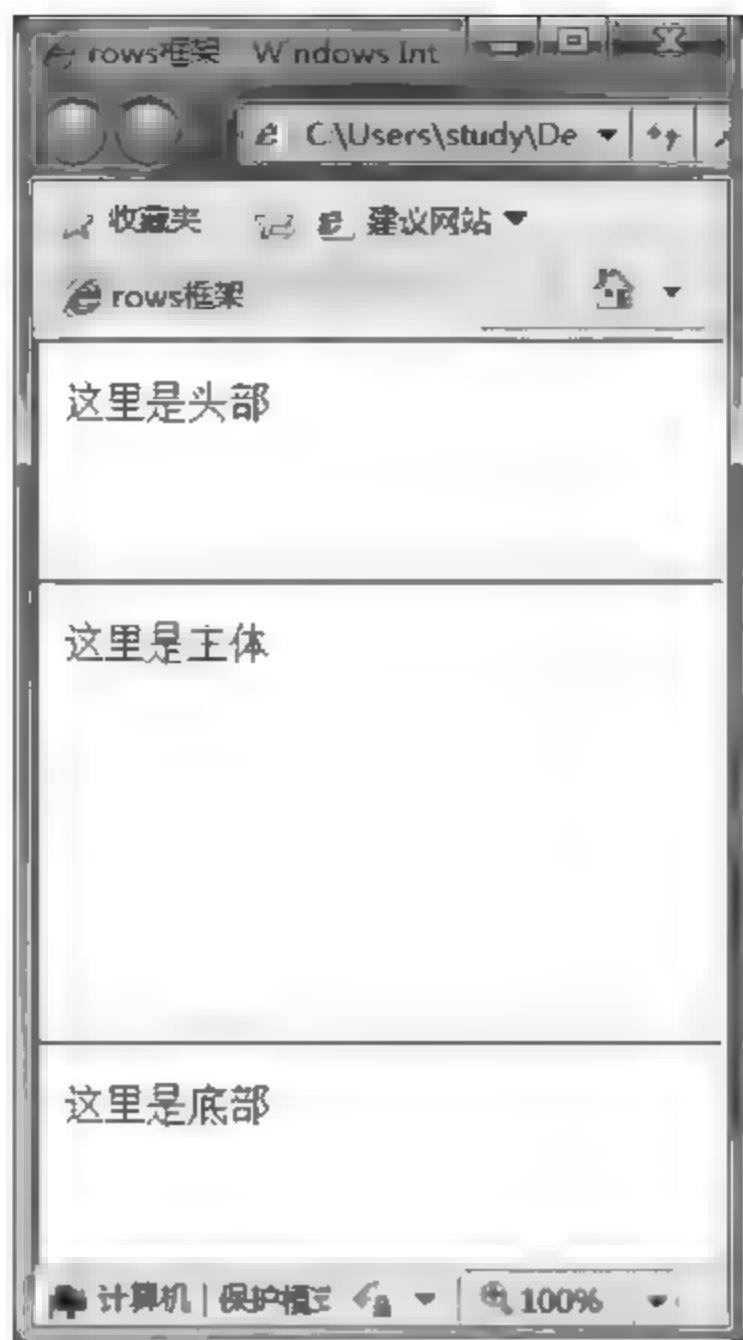 rows框架 Windows Int
C:\Users\study\De
收藏夹 建议网站
rows框架
这里是头部
这里是主体
这里是底部
计算机 | 保护模式 100%